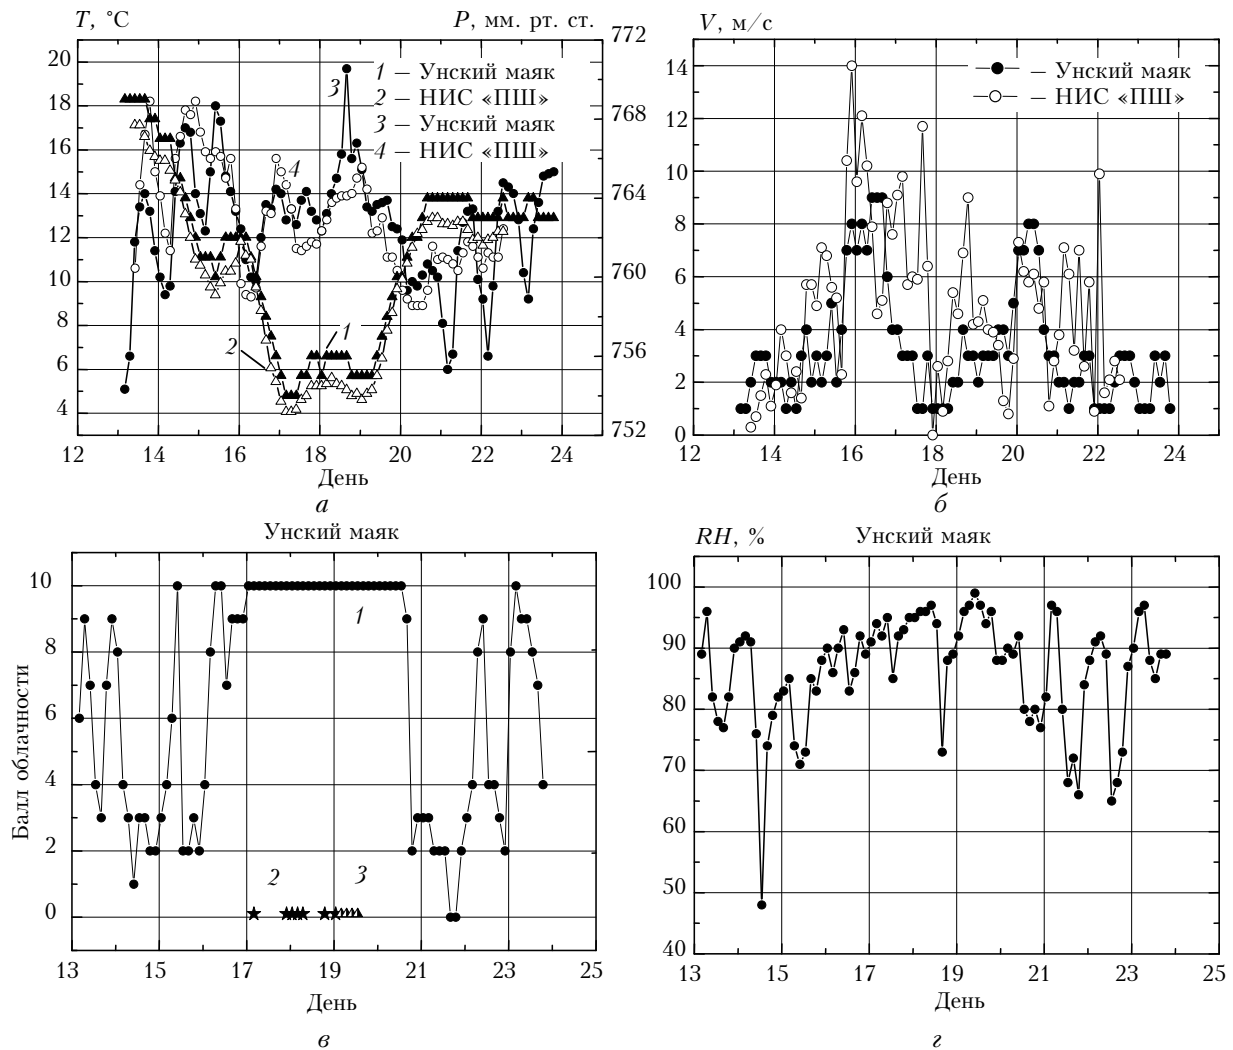 T, °C
P, мм. рт. ст.
772
20
18
16
14
12
10
8
6
4
768
764
760
756
752
1 – Унский маяк
2 – НИС «ПШ»
3 – Унский маяк
4 – НИС «ПШ»
3
4
2
1
12 14 16 18 20 22 24
День
а
V, м/с
14
12
10
8
6
4
2
0
– Унский маяк
– НИС «ПШ»
12 14 16 18 20 22 24
День
б
Унский маяк
Балл облачности
10
8
6
4
2
0
1
2
3
13 15 17 19 21 23 25
День
в
RH, %
Унский маяк
100
90
80
70
60
50
40
13 15 17 19 21 23 25
День
г